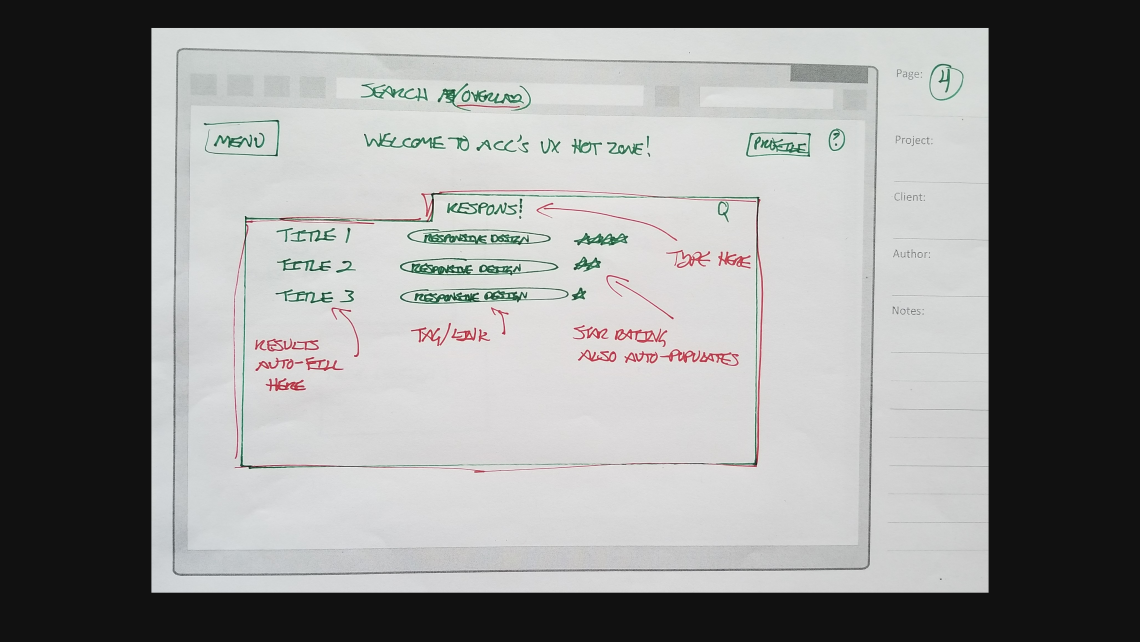 Page: 4
SEARCH (OVERLAP)
MENU
WELCOME TO ACC'S UX HOT ZONE!
PROFILE ?
Project:
Client:
Author:
Notes:
RESPONS!
TITLE 1 RESPONSIVE DESIGN
TITLE 2 RESPONSIVE DESIGN
TITLE 3 RESPONSIVE DESIGN
TYPE HERE
RESULTS
AUTO-FILL
HERE
TAG/LINK
STAR RATING,
ALSO AUTO-POPULATES